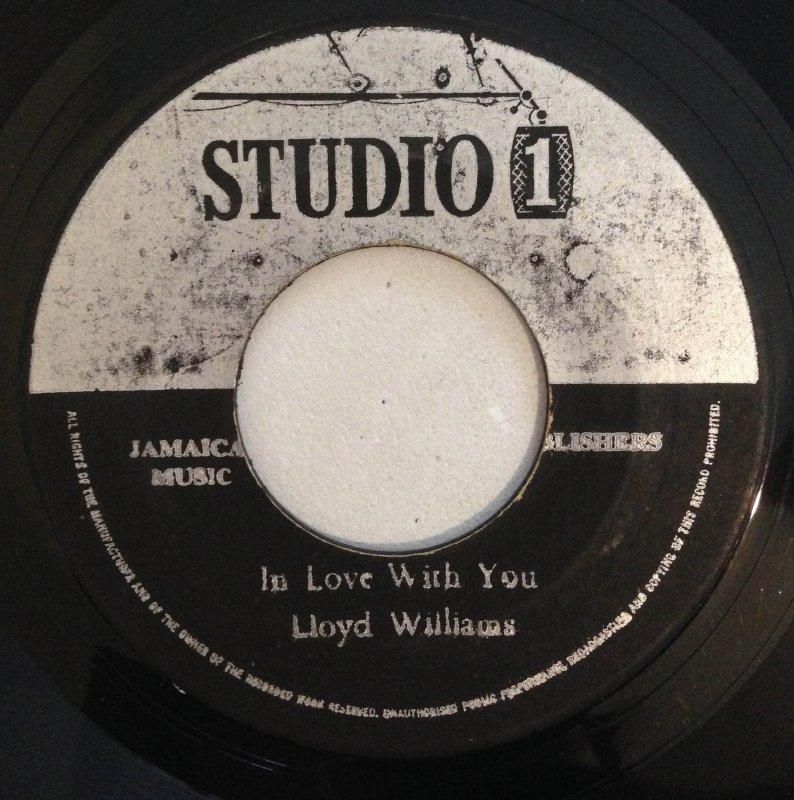 STUDIO 1
JAMAICA
BLISHERS
MUSIC
In Love With You
Lloyd Williams
ALL RIGHTS OF THE MANUFACTURER AND OF THE OWNER OF THE RECORDED WORK RESERVED. UNAUTHORISED PUBLIC PERFORMING BROADCASTING AND COPYING OF THIS RECORD PROHIBITED.